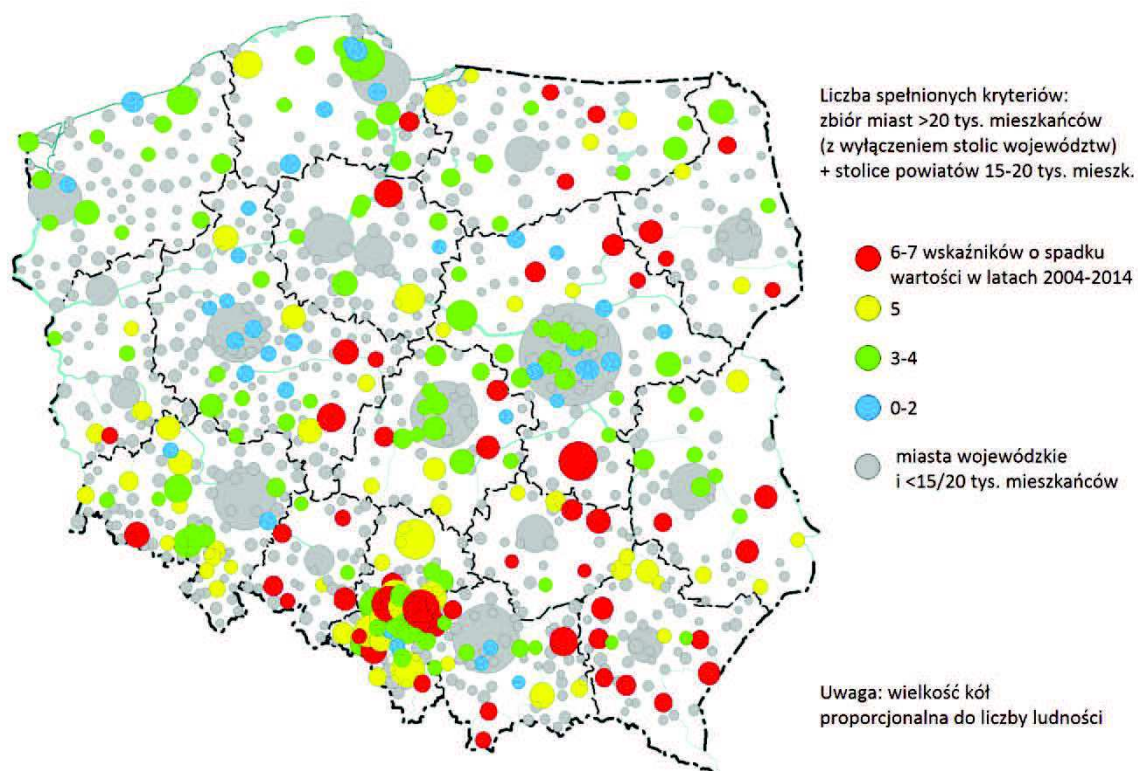 Liczba spełnionych kryteriów:
zbiór miast >20 tys. mieszkańców
(z wyłączeniem stolic województw)
+ stolice powiatów 15-20 tys. mieszk.
6-7 wskaźników o spadku
wartości w latach 2004-2014
5
3-4
0-2
miasta wojewódzkie
i <15/20 tys. mieszkańców
Uwaga: wielkość kół
proporcjonalna do liczby ludności